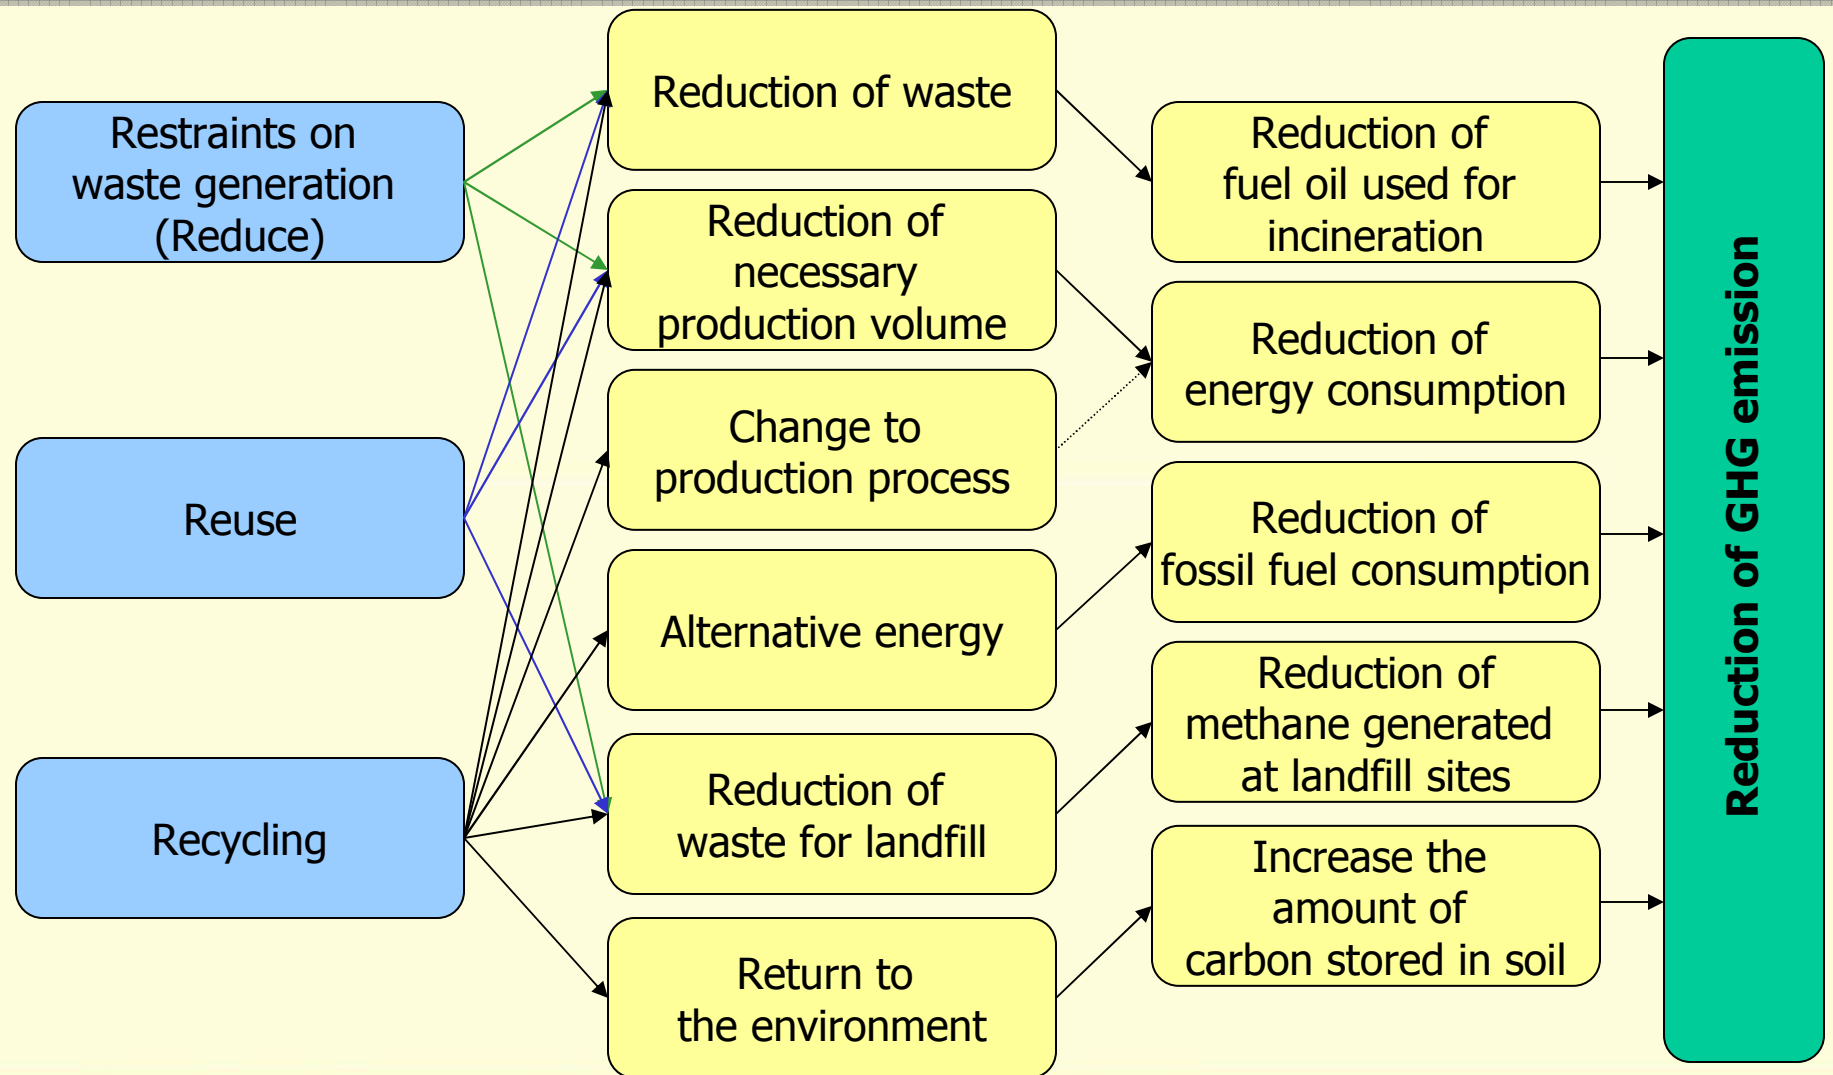 Restraints on
waste generation
(Reduce)
Reuse
Recycling
Reduction of waste
Reduction of
necessary
production volume
Change to
production process
Alternative energy
Reduction of
waste for landfill
Return to
the environment
Reduction of
fuel oil used for
incineration
Reduction of
energy consumption
Reduction of
fossil fuel consumption
Reduction of
methane generated
at landfill sites
Increase the
amount of
carbon stored in soil
Reduction of GHG emission